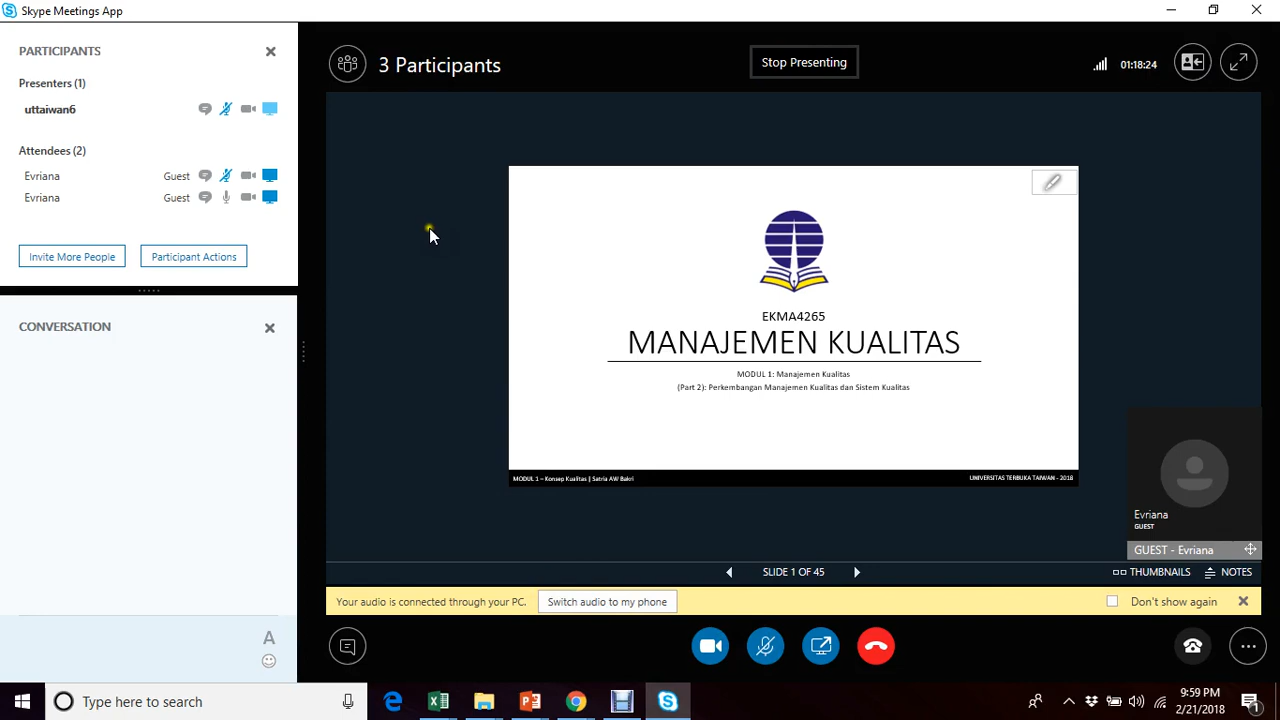 Skype Meetings App
PARTICIPANTS
Presenters (1)
uttaiwan6
Attendees (2)
Evriana Guest
Evriana Guest
Invite More People
Participant Actions
CONVERSATION
A
3 Participants
Stop Presenting
01:18:24
EKMA4265
MANAJEMEN KUALITAS
MODUL 1: Manajemen Kualitas
(Part 2): Perkembangan Manajemen Kualitas dan Sistem Kualitas
MODUL 1 – Konsep Kualitas | Satria AW Bakri
UNIVERSITAS TERBUKA TAIWAN - 2018
Evriana
GUEST
GUEST - Evriana
SLIDE 1 OF 45
THUMBNAILS
NOTES
Your audio is connected through your PC.
Switch audio to my phone
Don't show again
Type here to search
9:59 PM
2/21/2018
1